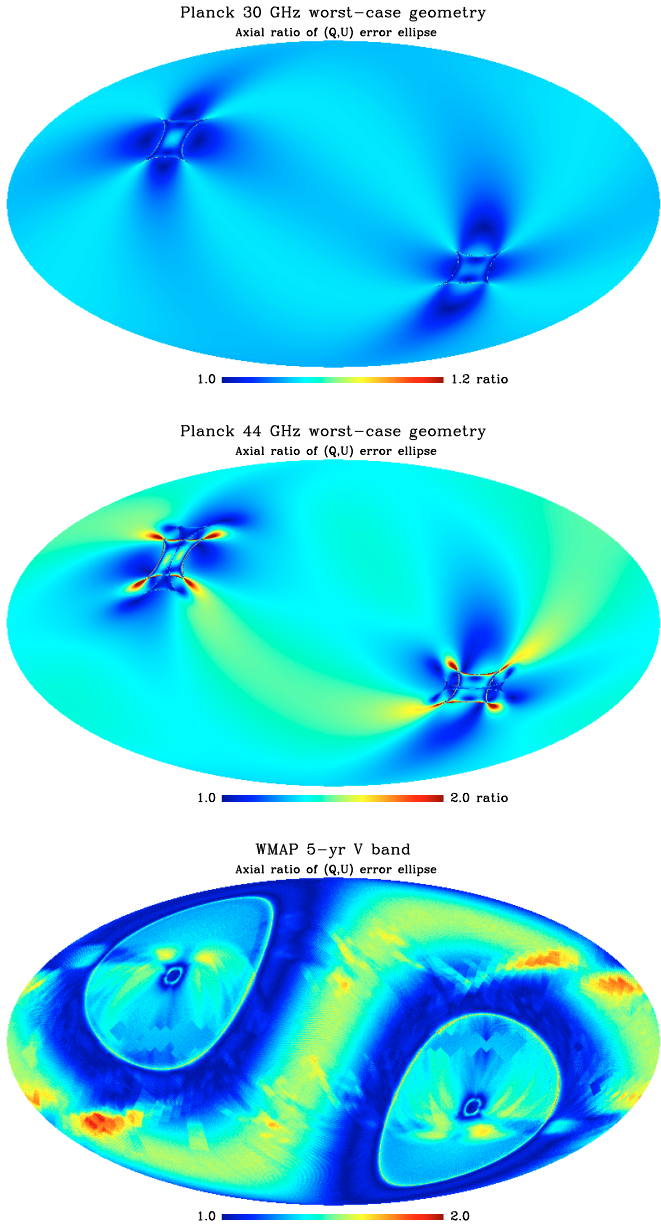 Planck 30 GHz worst-case geometry
Axial ratio of (Q,U) error ellipse
1.0 1.2 ratio
Planck 44 GHz worst-case geometry
Axial ratio of (Q,U) error ellipse
1.0 2.0 ratio
WMAP 5-yr V band
Axial ratio of (Q,U) error ellipse
1.0 2.0